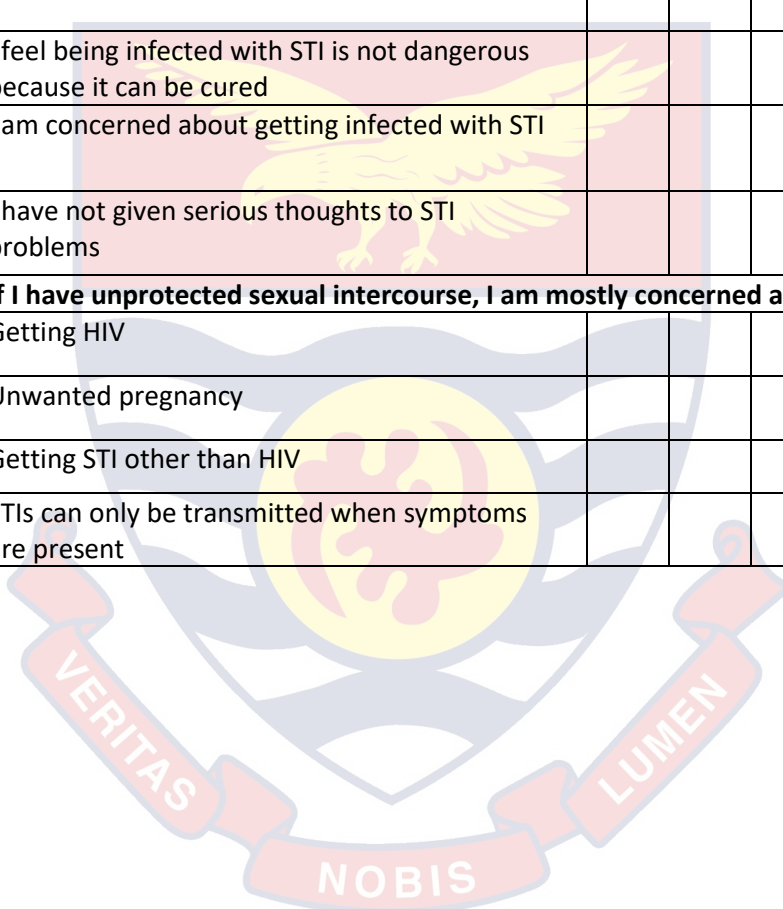 feel being infected with STI is not dangerous
because it can be cured
am concerned about getting infected with STI
have not given serious thoughts to STI
problems
f I have unprotected sexual intercourse, I am mostly concerned a
Getting HIV
Unwanted pregnancy
Getting STI other than HIV
TIs can only be transmitted when symptoms
re present
VERITAS
NOBIS
LUMEN